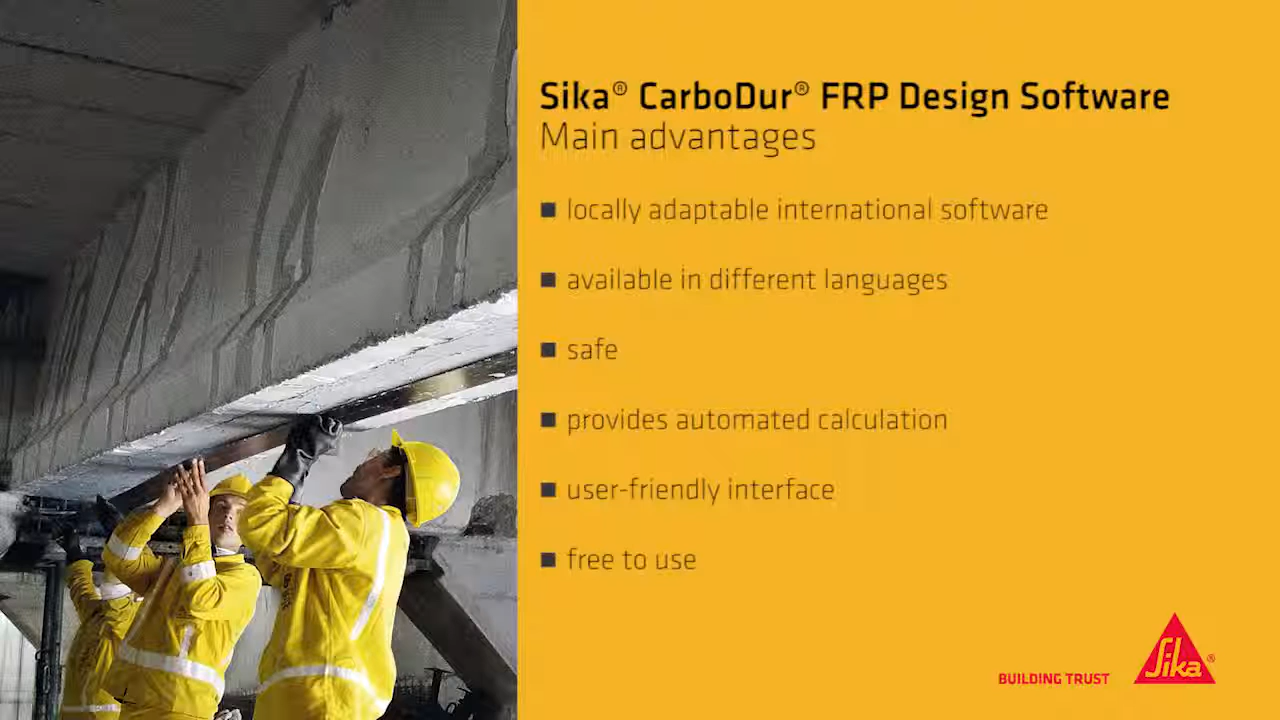 Sika® CarboDur® FRP Design Software
Main advantages
■ locally adaptable international software
■ available in different languages
■ safe
■ provides automated calculation
■ user-friendly interface
■ free to use
BUILDING TRUST
Sika®